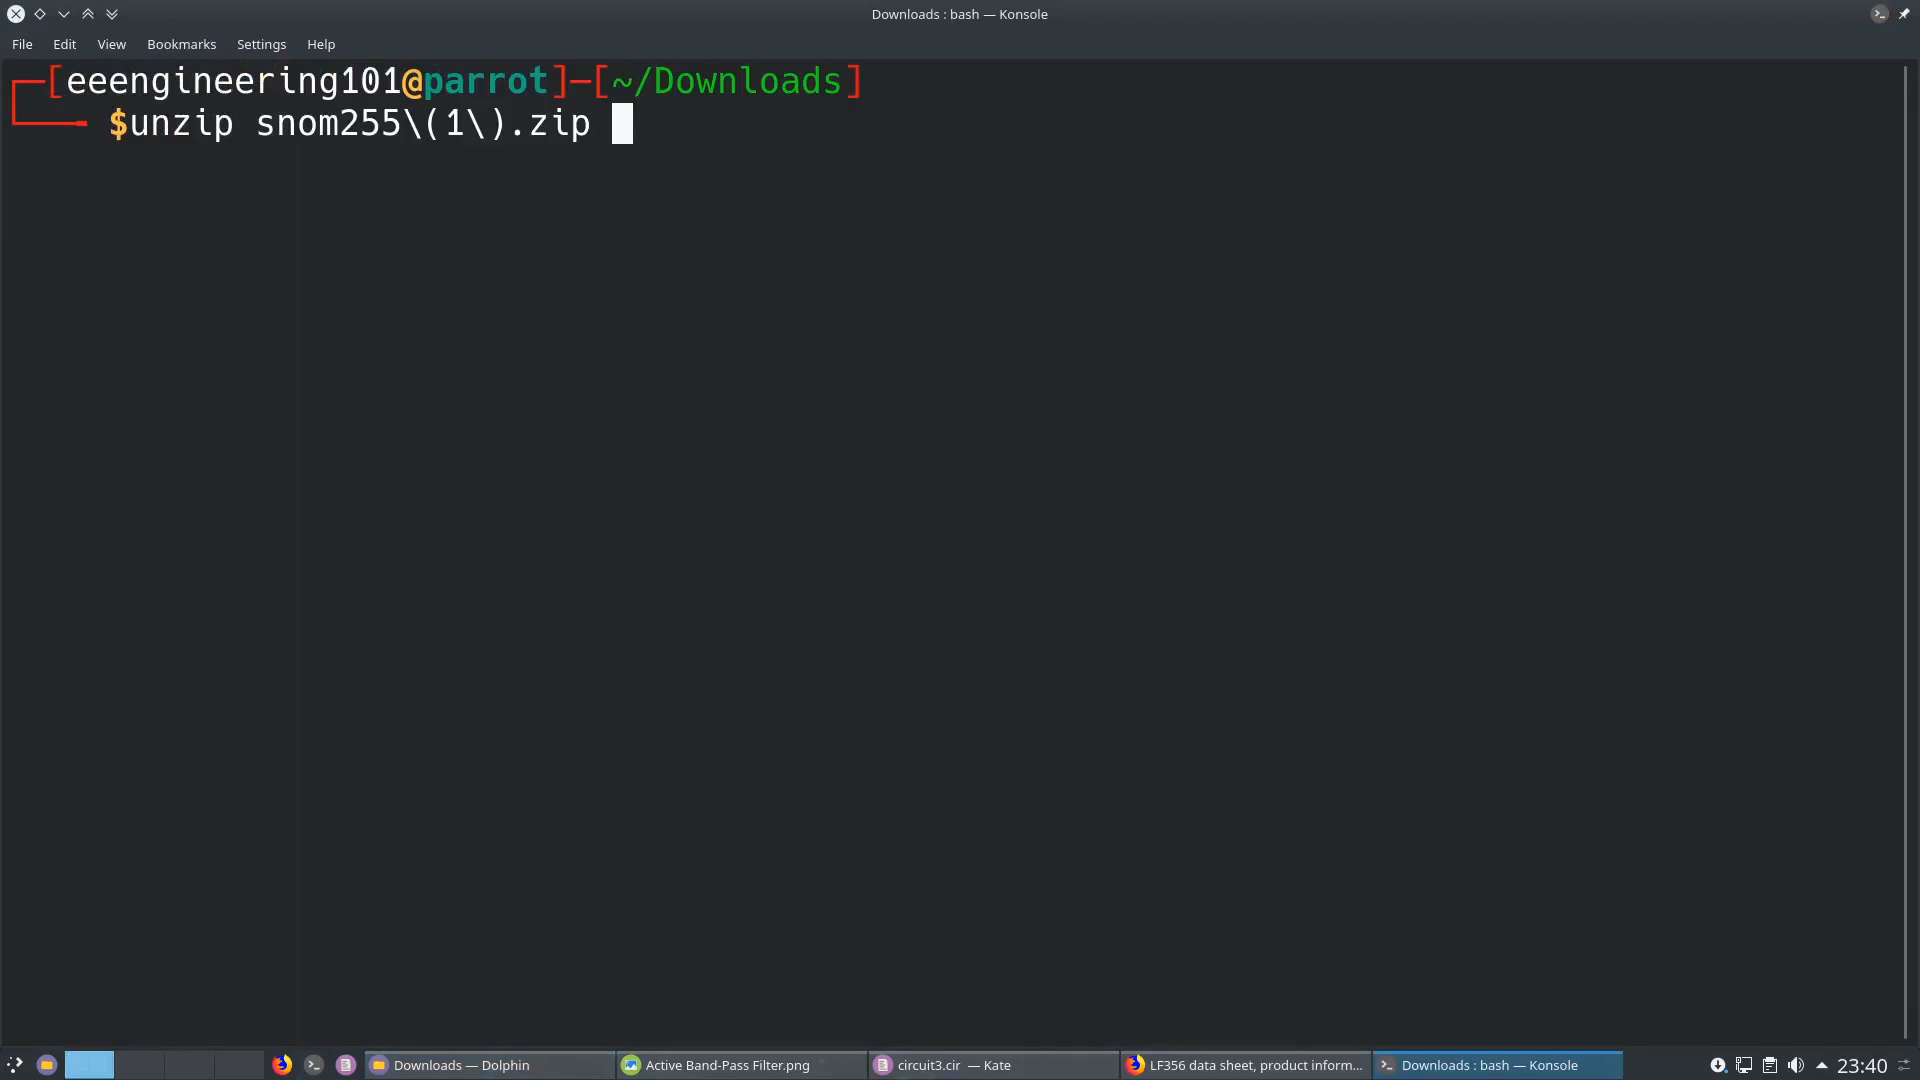 Downloads : bash — Konsole
File Edit View Bookmarks Settings Help
[eeengineering101@parrot]─[~/Downloads]
$unzip snom255\(1\).zip
Downloads — Dolphin Active Band-Pass Filter.png circuit3.cir — Kate LF356 data sheet, product inform... Downloads : bash — Konsole 23:40